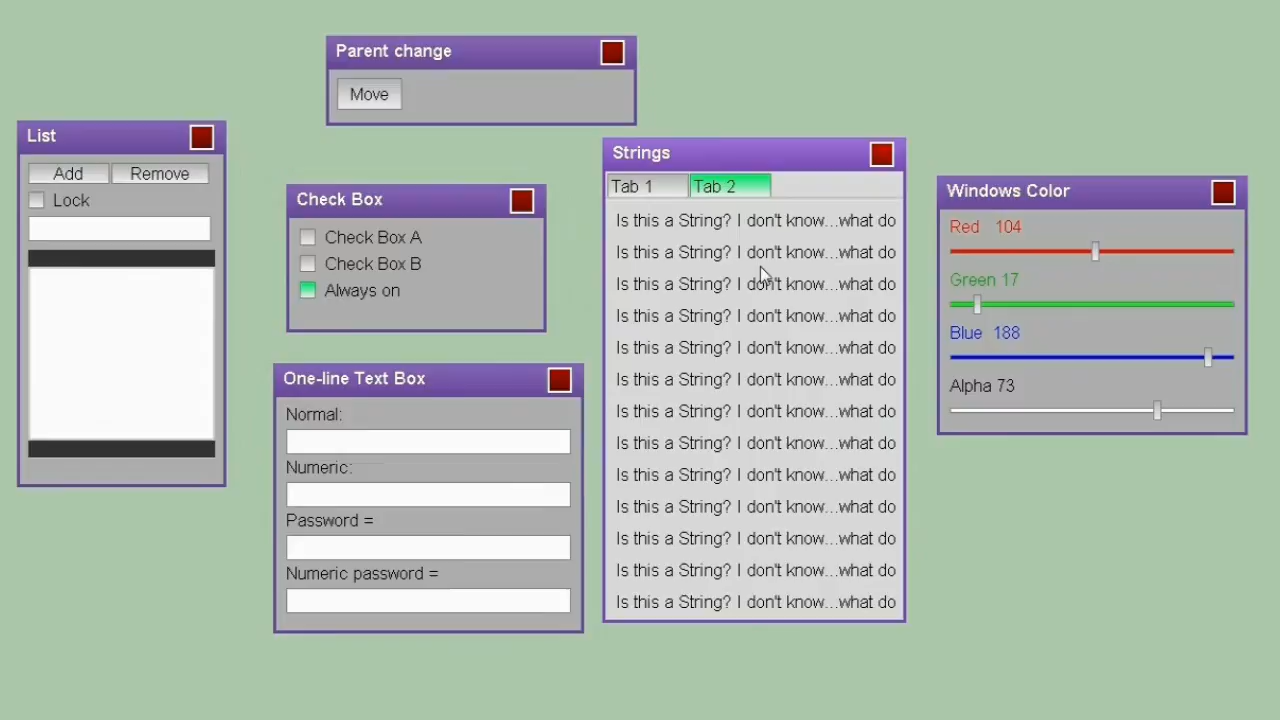 Parent change
Move
List
Add
Remove
Lock
Check Box
Check Box A
Check Box B
Always on
One-line Text Box
Normal:
Numeric:
Password =
Numeric password =
Strings
Tab 1
Tab 2
Is this a String? I don't know...what do
Is this a String? I don't know...what do
Is this a String? I don't know...what do
Is this a String? I don't know...what do
Is this a String? I don't know...what do
Is this a String? I don't know...what do
Is this a String? I don't know...what do
Is this a String? I don't know...what do
Is this a String? I don't know...what do
Is this a String? I don't know...what do
Is this a String? I don't know...what do
Is this a String? I don't know...what do
Is this a String? I don't know...what do
Windows Color
Red 104
Green 17
Blue 188
Alpha 73